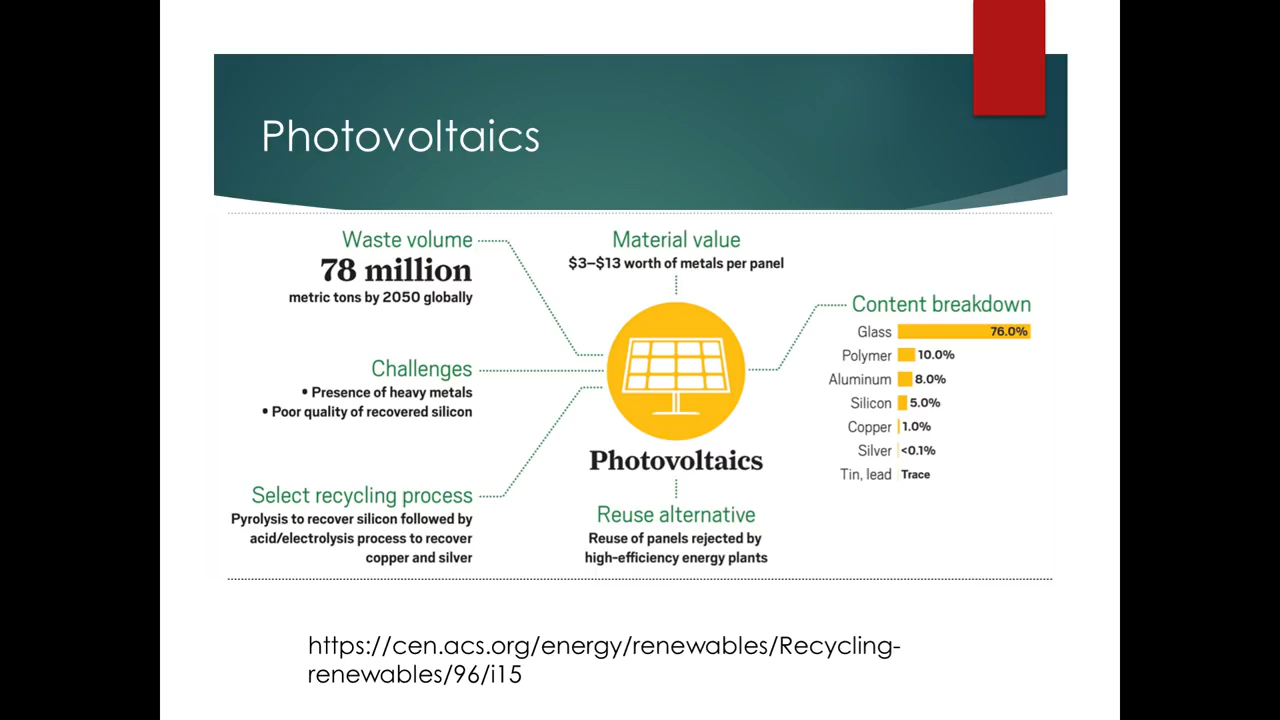 Photovoltaics
Waste volume
78 million
metric tons by 2050 globally
Material value
$3–$13 worth of metals per panel
Content breakdown
Glass 76.0%
Polymer 10.0%
Aluminum 8.0%
Silicon 5.0%
Copper 1.0%
Silver <0.1%
Tin, lead Trace
Challenges
• Presence of heavy metals
• Poor quality of recovered silicon
Photovoltaics
Select recycling process
Pyrolysis to recover silicon followed by
acid/electrolysis process to recover
copper and silver
Reuse alternative
Reuse of panels rejected by
high-efficiency energy plants
https://cen.acs.org/energy/renewables/Recycling-
renewables/96/i15